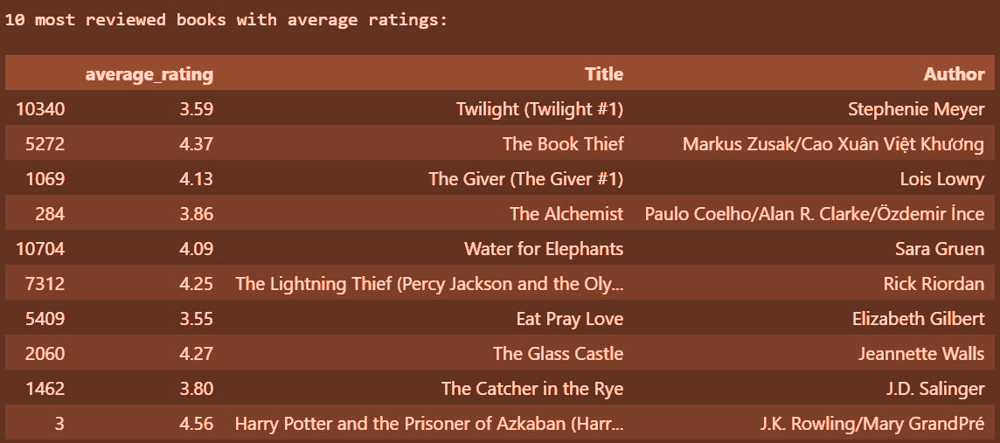 10 most reviewed books with average ratings:
average_rating Title Author
10340 3.59 Twilight (Twilight #1) Stephenie Meyer
5272 4.37 The Book Thief Markus Zusak/Cao Xuân Việt Khương
1069 4.13 The Giver (The Giver #1) Lois Lowry
284 3.86 The Alchemist Paulo Coelho/Alan R. Clarke/Özdemir İnce
10704 4.09 Water for Elephants Sara Gruen
7312 4.25 The Lightning Thief (Percy Jackson and the Oly... Rick Riordan
5409 3.55 Eat Pray Love Elizabeth Gilbert
2060 4.27 The Glass Castle Jeannette Walls
1462 3.80 The Catcher in the Rye J.D. Salinger
3 4.56 Harry Potter and the Prisoner of Azkaban (Harr... J.K. Rowling/Mary GrandPré